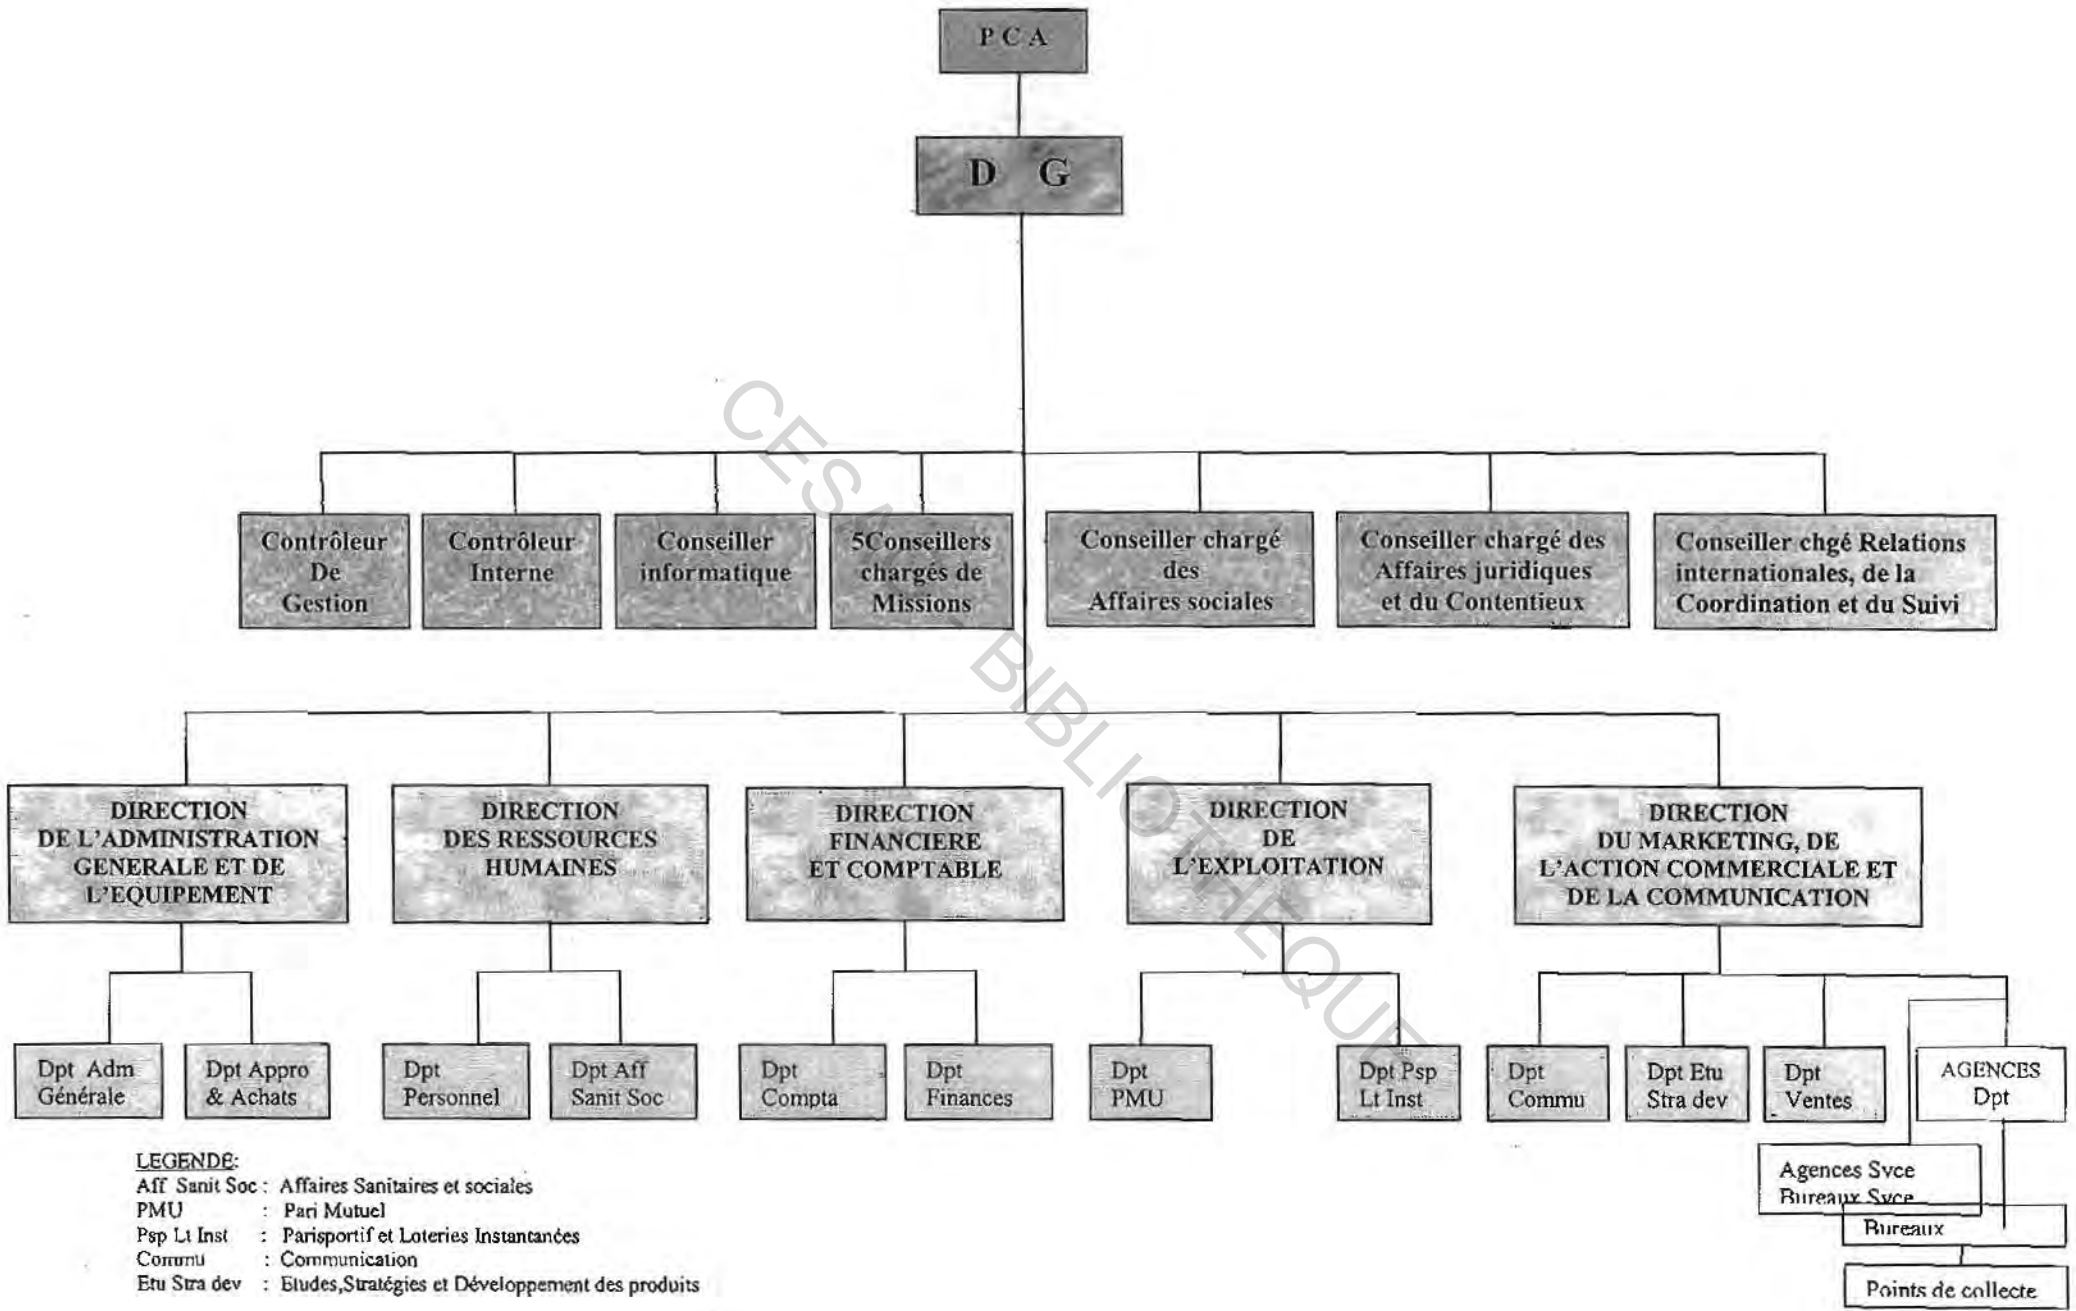 P C A
D G
Contrôleur
De
Gestion
Contrôleur
Interne
Conseiller
informatique
5Conseillers
chargés de
Missions
Conseiller chargé
des
Affaires sociales
Conseiller chargé des
Affaires juridiques
et du Contentieux
Conseiller chgé Relations
internationales, de la
Coordination et du Suivi
DIRECTION
DE L'ADMINISTRATION
GENERALE ET DE
L'EQUIPEMENT
DIRECTION
DES RESSOURCES
HUMAINES
DIRECTION
FINANCIERE
ET COMPTABLE
DIRECTION
DE
L'EXPLOITATION
DIRECTION
DU MARKETING, DE
L'ACTION COMMERCIALE ET
DE LA COMMUNICATION
Dpt Adm
Générale
Dpt Appro
& Achats
Dpt
Personnel
Dpt Aff
Sanit Soc
Dpt
Compta
Dpt
Finances
Dpt
PMU
Dpt Psp
Lt Inst
Dpt
Commu
Dpt Etu
Stra dev
Dpt
Ventes
AGENCES
Dpt
Agences Svce
Bureaux Svce
Bureaux
Points de collecte
LEGENDE:
Aff Sanit Soc : Affaires Sanitaires et sociales
PMU : Pari Mutuel
Psp Lt Inst : Parisportif et Loteries Instantanées
Commu : Communication
Etu Stra dev : Etudes,Stratégies et Développement des produits
CESAG - BIBLIOTHEQUE